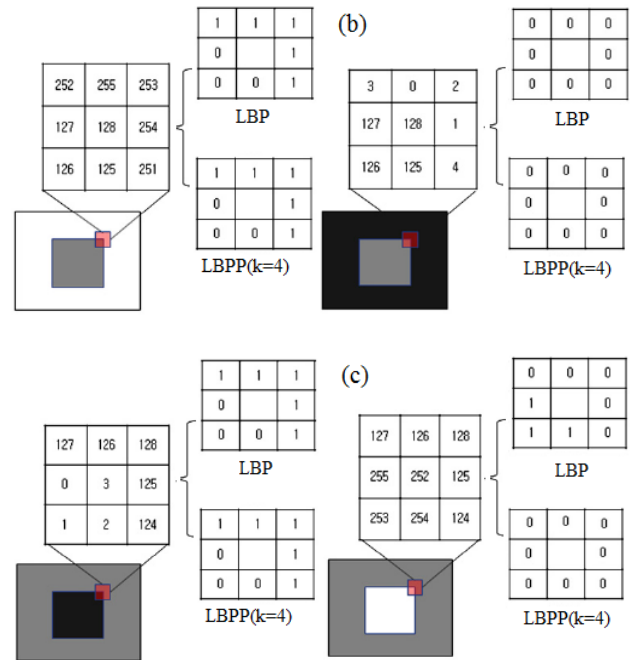 (b)
1 1 1
0 1
0 0 1
LBP
252 255 253
127 128 254
126 125 251
1 1 1
0 1
0 0 1
LBPP(k=4)
0 0 0
0 0
0 0 0
LBP
3 0 2
127 128 1
126 125 4
0 0 0
0 0
0 0 0
LBPP(k=4)
(c)
1 1 1
0 1
0 0 1
LBP
127 126 128
0 3 125
1 2 124
1 1 1
0 1
0 0 1
LBPP(k=4)
0 0 0
1 0
1 1 0
LBP
127 126 128
255 252 125
253 254 124
0 0 0
0 0
0 0 0
LBPP(k=4)